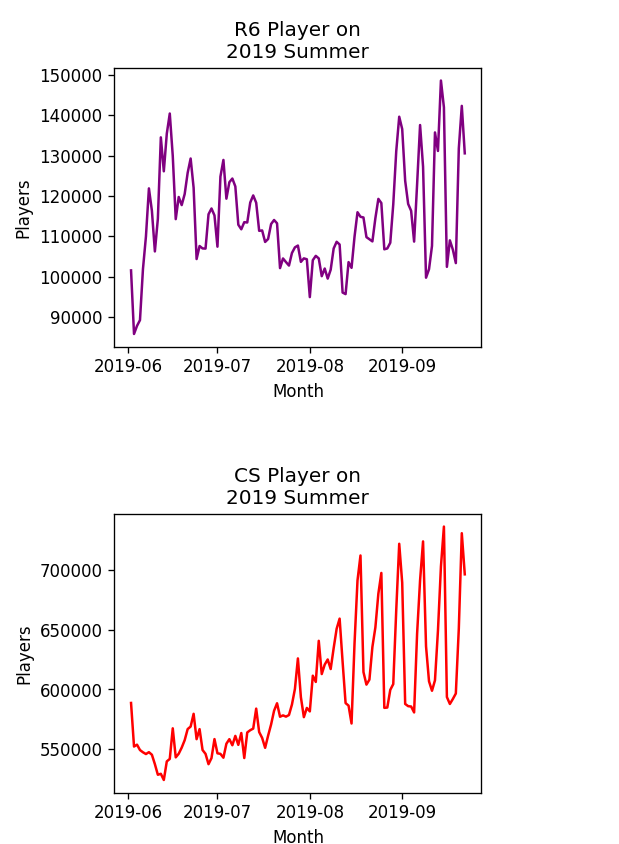 R6 Player on
2019 Summer
150000
140000
130000
120000
110000
100000
90000
Players
2019-06 2019-07 2019-08 2019-09
Month
CS Player on
2019 Summer
700000
650000
600000
550000
Players
2019-06 2019-07 2019-08 2019-09
Month